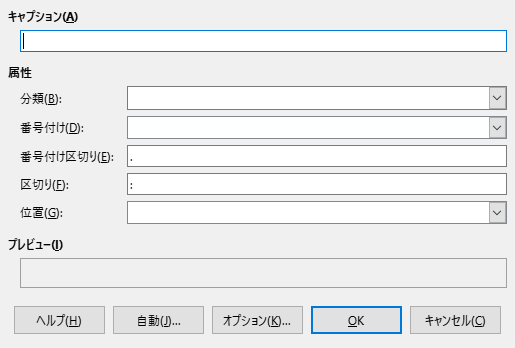 キャプション(A)
属性
分類(B):
番号付け(D):
番号付け区切り(E): .
区切り(F): :
位置(G):
プレビュー(I)
ヘルプ(H) 自動(J)... オプション(K)... OK キャンセル(C)